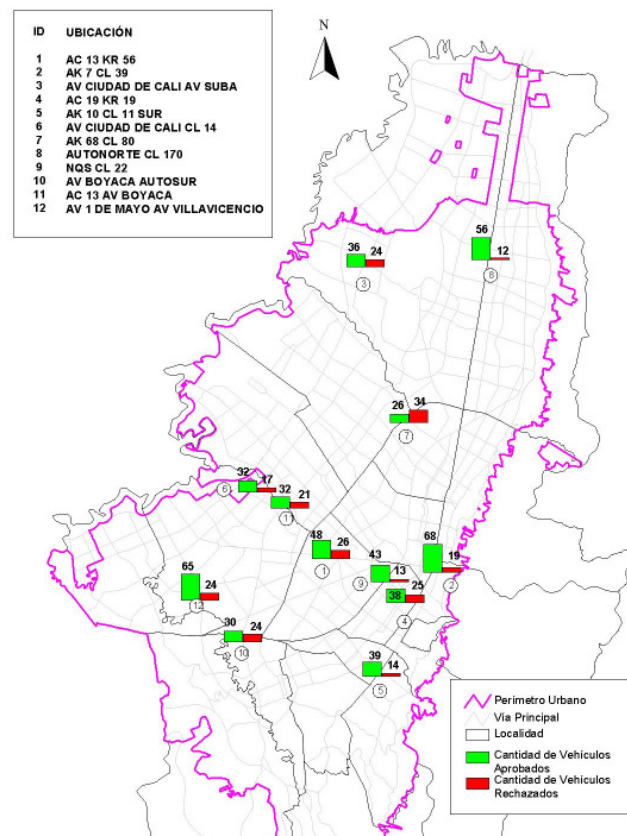 ID UBICACIÓN
1 AC 13 KR 56
2 AK 7 CL 39
3 AV CIUDAD DE CALI AV SUBA
4 AC 19 KR 19
5 AK 10 CL 11 SUR
6 AV CIUDAD DE CALI CL 14
7 AK 68 CL 80
8 AUTONORTE CL 170
9 NQS CL 22
10 AV BOYACA AUTOSUR
11 AC 13 AV BOYACA
12 AV 1 DE MAYO AV VILLAVICENCIO
N
56
12
8
36
24
3
26
34
7
32
17
6
32
21
11
48
26
1
43
13
9
68
19
2
38
25
4
65
24
12
30
24
10
39
14
5
Perimetro Urbano
Via Principal
Localidad
Cantidad de Vehiculos
Aprobados
Cantidad de Vehiculos
Rechazados